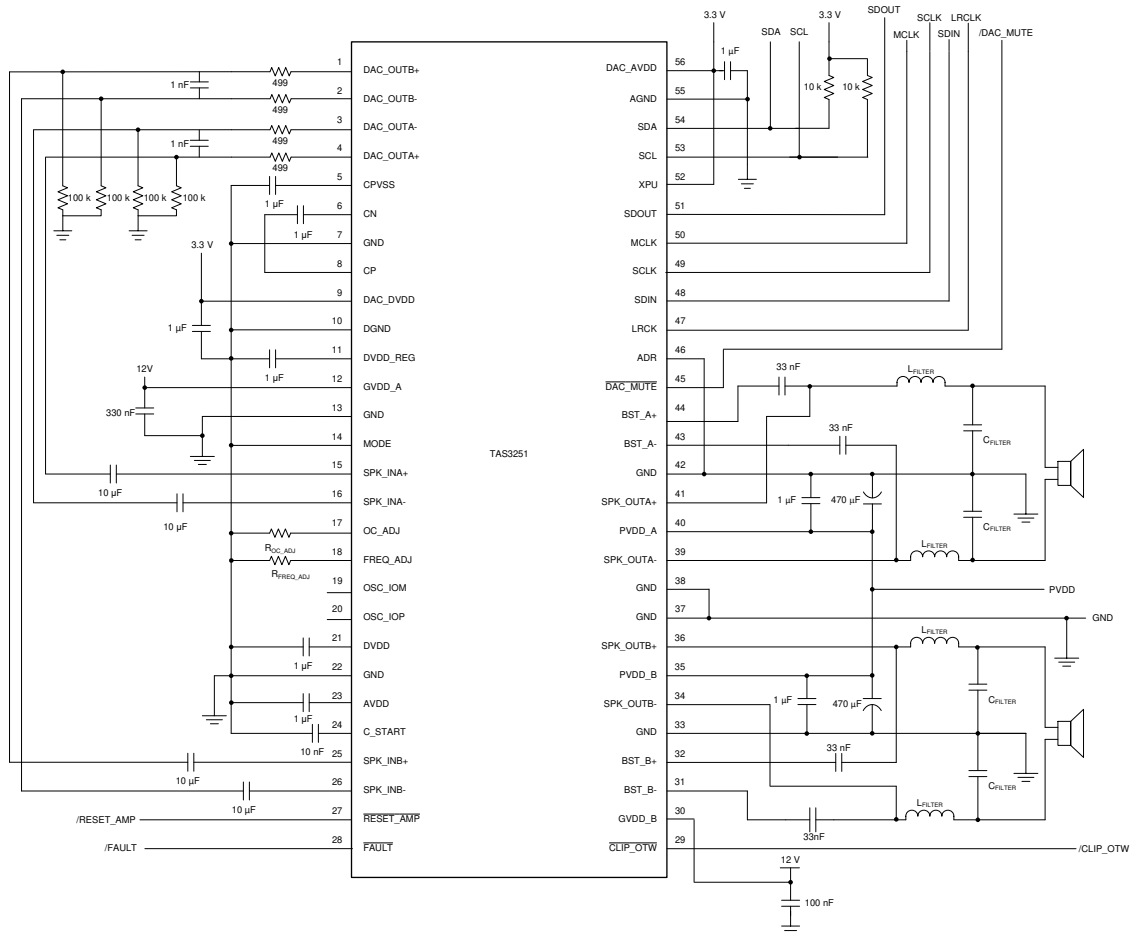 3.3 V
3.3 V
SDOUT
SCLK
LRCLK
SDA
SCL
MCLK
SDIN
/DAC_MUTE
1 µF
10 k
10 k
1
DAC_OUTB+
499
1 nF
2
DAC_OUTB-
499
3
DAC_OUTA-
499
1 nF
4
DAC_OUTA+
499
100 k
100 k
100 k
100 k
5
CPVSS
1 µF
6
CN
1 µF
7
GND
3.3 V
8
CP
9
DAC_DVDD
1 µF
10
DGND
11
DVDD_REG
1 µF
12V
12
GVDD_A
330 nF
13
GND
14
MODE
15
SPK_INA+
10 µF
16
SPK_INA-
10 µF
17
OC_ADJ
ROC_ADJ
18
FREQ_ADJ
RFREQ_ADJ
19
OSC_IOM
20
OSC_IOP
21
DVDD
1 µF
22
GND
23
AVDD
1 µF
24
C_START
10 nF
25
SPK_INB+
10 µF
26
SPK_INB-
10 µF
/RESET_AMP
27
RESET_AMP
/FAULT
28
FAULT
TAS3251
DAC_AVDD
56
AGND
55
SDA
54
SCL
53
XPU
52
SDOUT
51
MCLK
50
SCLK
49
SDIN
48
LRCK
47
ADR
46
DAC_MUTE
45
33 nF
LFILTER
BST_A+
44
CFILTER
BST_A-
43
33 nF
GND
42
SPK_OUTA+
41
1 µF
470 µF
CFILTER
PVDD_A
40
SPK_OUTA-
39
LFILTER
GND
38
PVDD
GND
37
GND
SPK_OUTB+
36
LFILTER
PVDD_B
35
SPK_OUTB-
34
1 µF
470 µF
CFILTER
GND
33
BST_B+
32
33 nF
BST_B-
31
CFILTER
33nF
LFILTER
GVDD_B
30
CLIP_OTW
29
/CLIP_OTW
12 V
100 nF